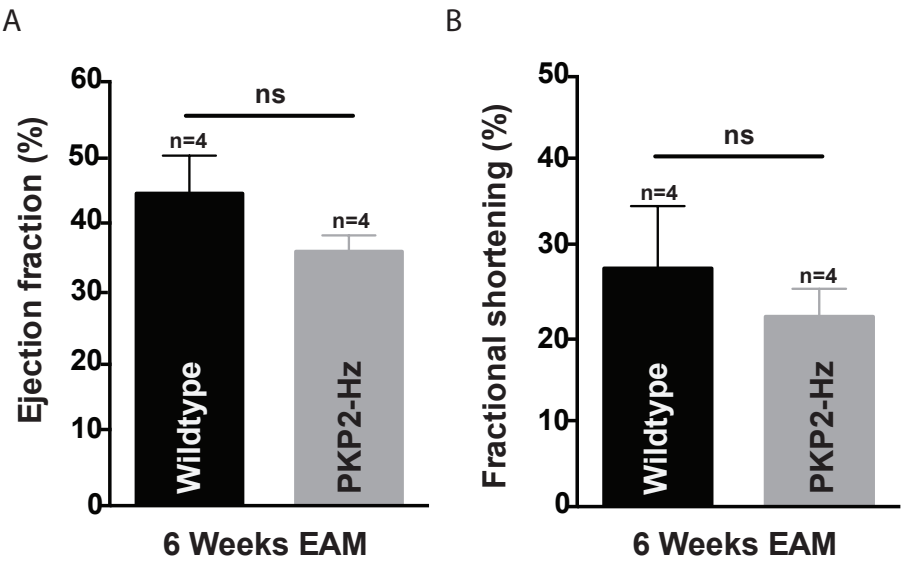 A
Ejection fraction (%)
60
50
40
30
20
10
0
ns
n=4
n=4
Wildtype
PKP2-Hz
6 Weeks EAM
B
Fractional shortening (%)
50
40
30
20
10
0
ns
n=4
n=4
Wildtype
PKP2-Hz
6 Weeks EAM